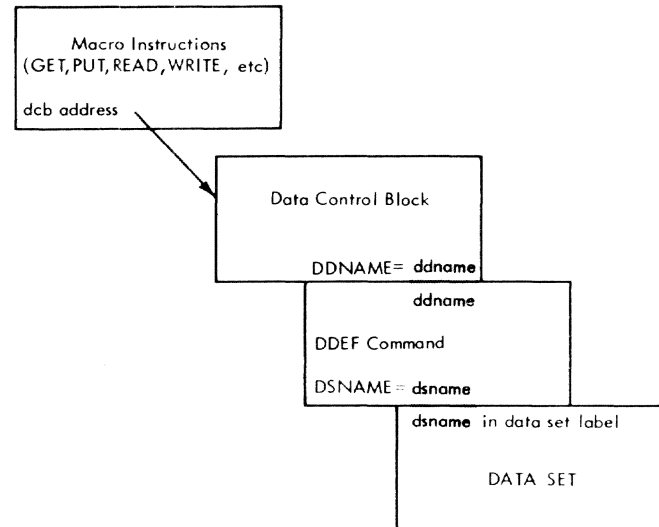 Macro Instructions
(GET,PUT,READ,WRITE, etc)
dcb address
Data Control Block
DDNAME= ddname
ddname
DDEF Command
DSNAME= dsname
dsname in data set label
DATA SET